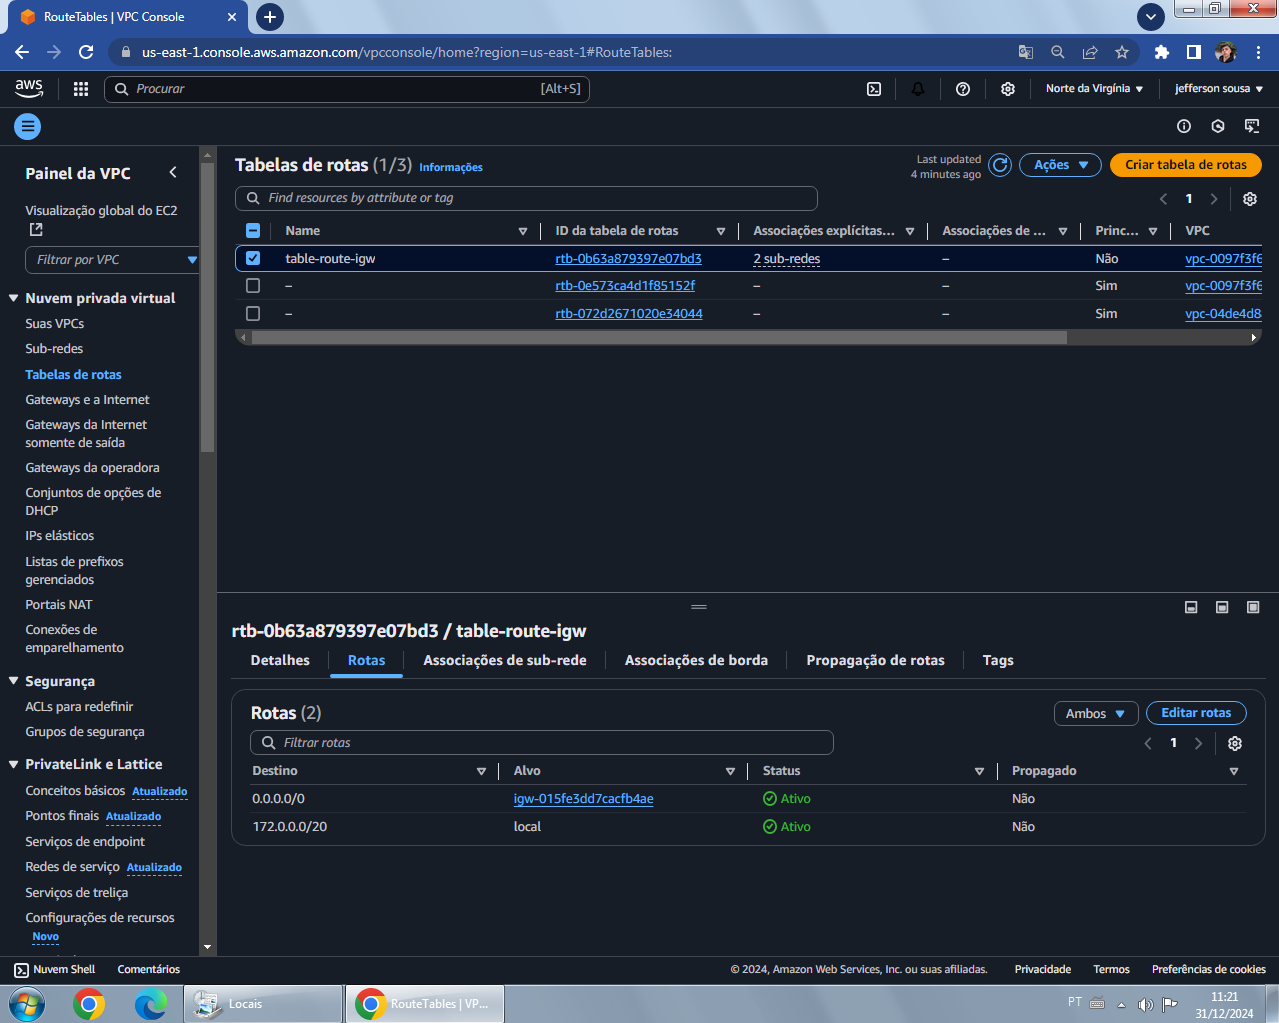 RouteTables | VPC Console
us-east-1.console.aws.amazon.com/vpcconsole/home?region=us-east-1#RouteTables:
aws
Procurar [Alt+S]
Norte da Virgínia
jefferson sousa
Painel da VPC
Visualização global do EC2
Filtrar por VPC
Nuvem privada virtual
Suas VPCs
Sub-redes
Tabelas de rotas
Gateways e a Internet
Gateways da Internet
somente de saída
Gateways da operadora
Conjuntos de opções de
DHCP
IPs elásticos
Listas de prefixos
gerenciados
Portais NAT
Conexões de
emparelhamento
Segurança
ACLs para redefinir
Grupos de segurança
PrivateLink e Lattice
Conceitos básicos Atualizado
Pontos finais Atualizado
Serviços de endpoint
Redes de serviço Atualizado
Serviços de treliça
Configurações de recursos
Novo
Tabelas de rotas (1/3) Informações
Last updated
4 minutes ago
Ações
Criar tabela de rotas
Find resources by attribute or tag
1
Name ID da tabela de rotas Associações explícitas... Associações de ... Princ... VPC
table-route-igw rtb-0b63a879397e07bd3 2 sub-redes – Não vpc-0097f3f6
– rtb-0e573ca4d1f85152f – – Sim vpc-0097f3f6
– rtb-072d2671020e34044 – – Sim vpc-04de4d8
rtb-0b63a879397e07bd3 / table-route-igw
Detalhes Rotas Associações de sub-rede Associações de borda Propagação de rotas Tags
Rotas (2)
Ambos
Editar rotas
Filtrar rotas
1
Destino Alvo Status Propagado
0.0.0.0/0 igw-015fe3dd7cacfb4ae Ativo Não
172.0.0.0/20 local Ativo Não
Nuvem Shell Comentários © 2024, Amazon Web Services, Inc. ou suas afiliadas. Privacidade Termos Preferências de cookies
Locais
RouteTables | VP...
PT
11:21
31/12/2024